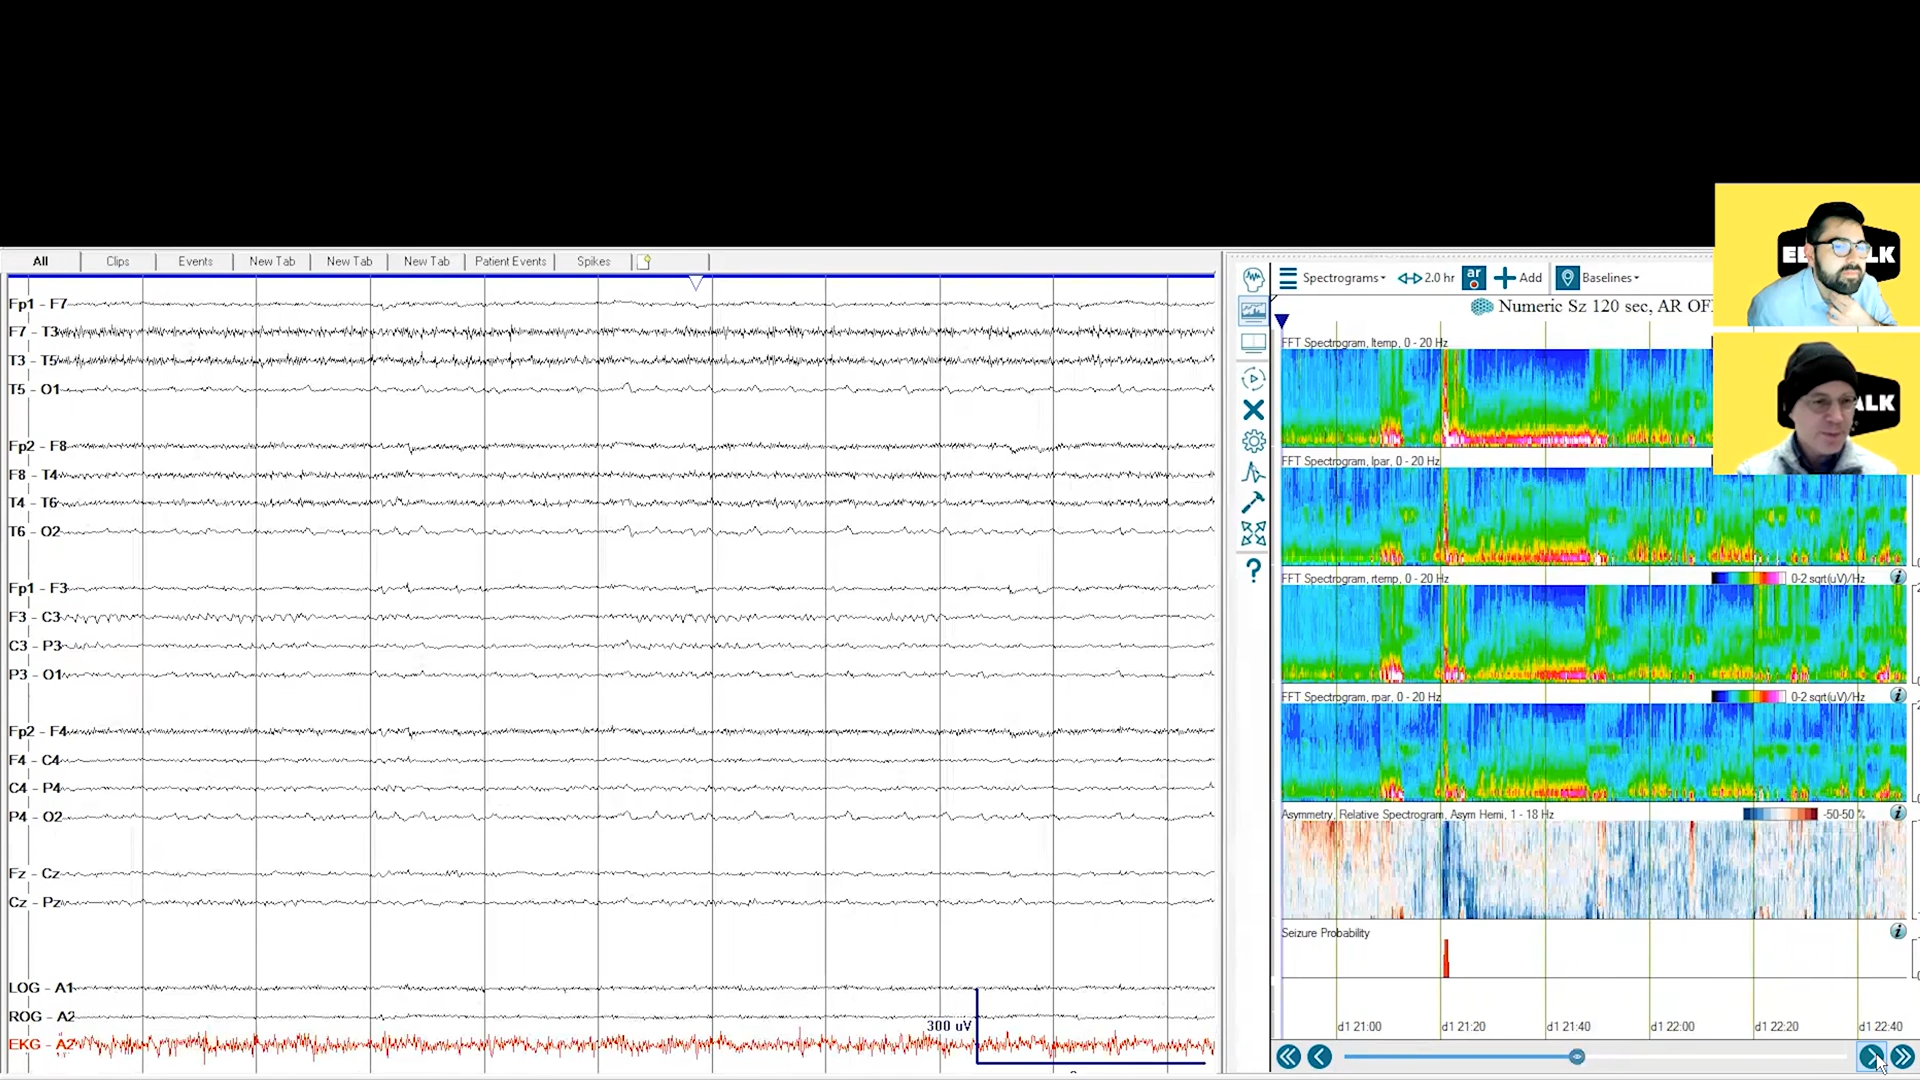 All Clips Events New Tab New Tab New Tab Patient Events Spikes
Fp1 - F7
F7 - T3
T3 - T5
T5 - O1
Fp2 - F8
F8 - T4
T4 - T6
T6 - O2
Fp1 - F3
F3 - C3
C3 - P3
P3 - O1
Fp2 - F4
F4 - C4
C4 - P4
P4 - O2
Fz - Cz
Cz - Pz
LOG - A1
ROG - A2
300 uV
EKG - A2
Spectrograms 2.0 hr ar Add Baselines
Numeric Sz 120 sec, AR OF
FFT Spectrogram, ltemp, 0 - 20 Hz
FFT Spectrogram, lpar, 0 - 20 Hz
FFT Spectrogram, rtemp, 0 - 20 Hz 0-2 sqrt(uV)/Hz
FFT Spectrogram, rpar, 0 - 20 Hz 0-2 sqrt(uV)/Hz
Asymmetry, Relative Spectrogram, Asym Hemi, 1 - 18 Hz -50-50 %
Seizure Probability
d1 21:00 d1 21:20 d1 21:40 d1 22:00 d1 22:20 d1 22:40
ALK